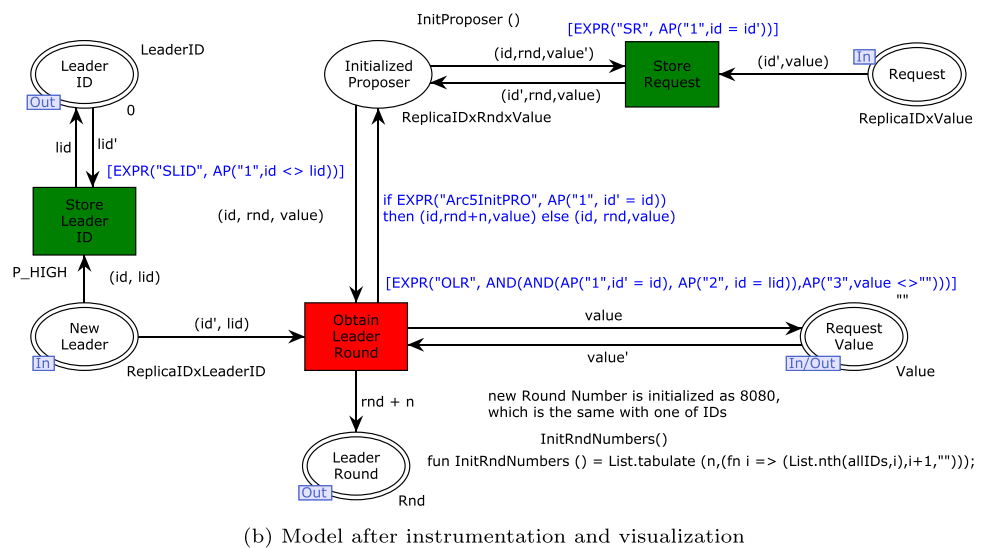 InitProposer ()
[EXPR("SR", AP("1",id = id'))]
LeaderID
Leader
ID
Out
0
Initialized
Proposer
(id,rnd,value')
(id',rnd,value)
Store
Request
(id',value)
In
Request
ReplicaIDxRndxValue
ReplicaIDxValue
lid
lid'
[EXPR("SLID", AP("1",id <> lid))]
Store
Leader
ID
(id, rnd, value)
if EXPR("Arc5InitPRO", AP("1", id' = id))
then (id,rnd+n,value) else (id, rnd,value)
P_HIGH
(id, lid)
[EXPR("OLR", AND(AND(AP("1",id' = id), AP("2", id = lid)),AP("3",value <>"")))]
""
New
Leader
In
(id', lid)
ReplicaIDxLeaderID
Obtain
Leader
Round
value
value'
Request
Value
In/Out
Value
rnd + n
new Round Number is initialized as 8080,
which is the same with one of IDs
InitRndNumbers()
fun InitRndNumbers () = List.tabulate (n,(fn i => (List.nth(allIDs,i),i+1,"")));
Leader
Round
Out
Rnd
(b) Model after instrumentation and visualization